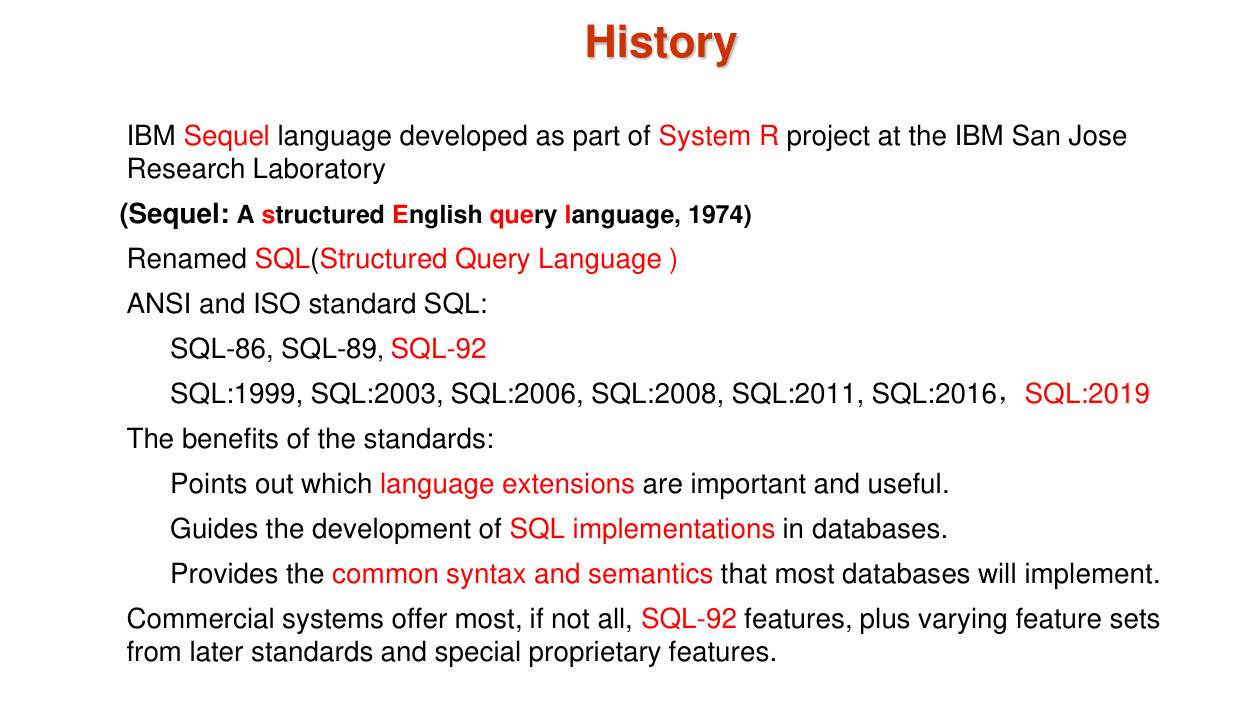 History
IBM Sequel language developed as part of System R project at the IBM San Jose
Research Laboratory
(Sequel: A structured English query language, 1974)
Renamed SQL(Structured Query Language )
ANSI and ISO standard SQL:
SQL-86, SQL-89, SQL-92
SQL:1999, SQL:2003, SQL:2006, SQL:2008, SQL:2011, SQL:2016，SQL:2019
The benefits of the standards:
Points out which language extensions are important and useful.
Guides the development of SQL implementations in databases.
Provides the common syntax and semantics that most databases will implement.
Commercial systems offer most, if not all, SQL-92 features, plus varying feature sets
from later standards and special proprietary features.